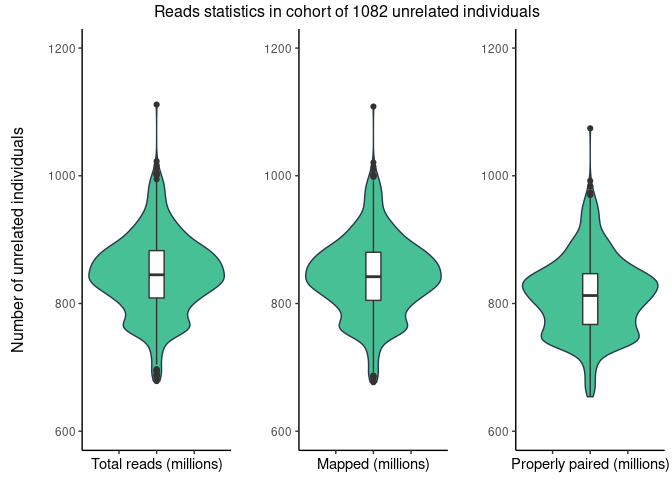 Reads statistics in cohort of 1082 unrelated individuals
Number of unrelated individuals
1200
1000
800
600
Total reads (millions)
1200
1000
800
600
Mapped (millions)
1200
1000
800
600
Properly paired (millions)